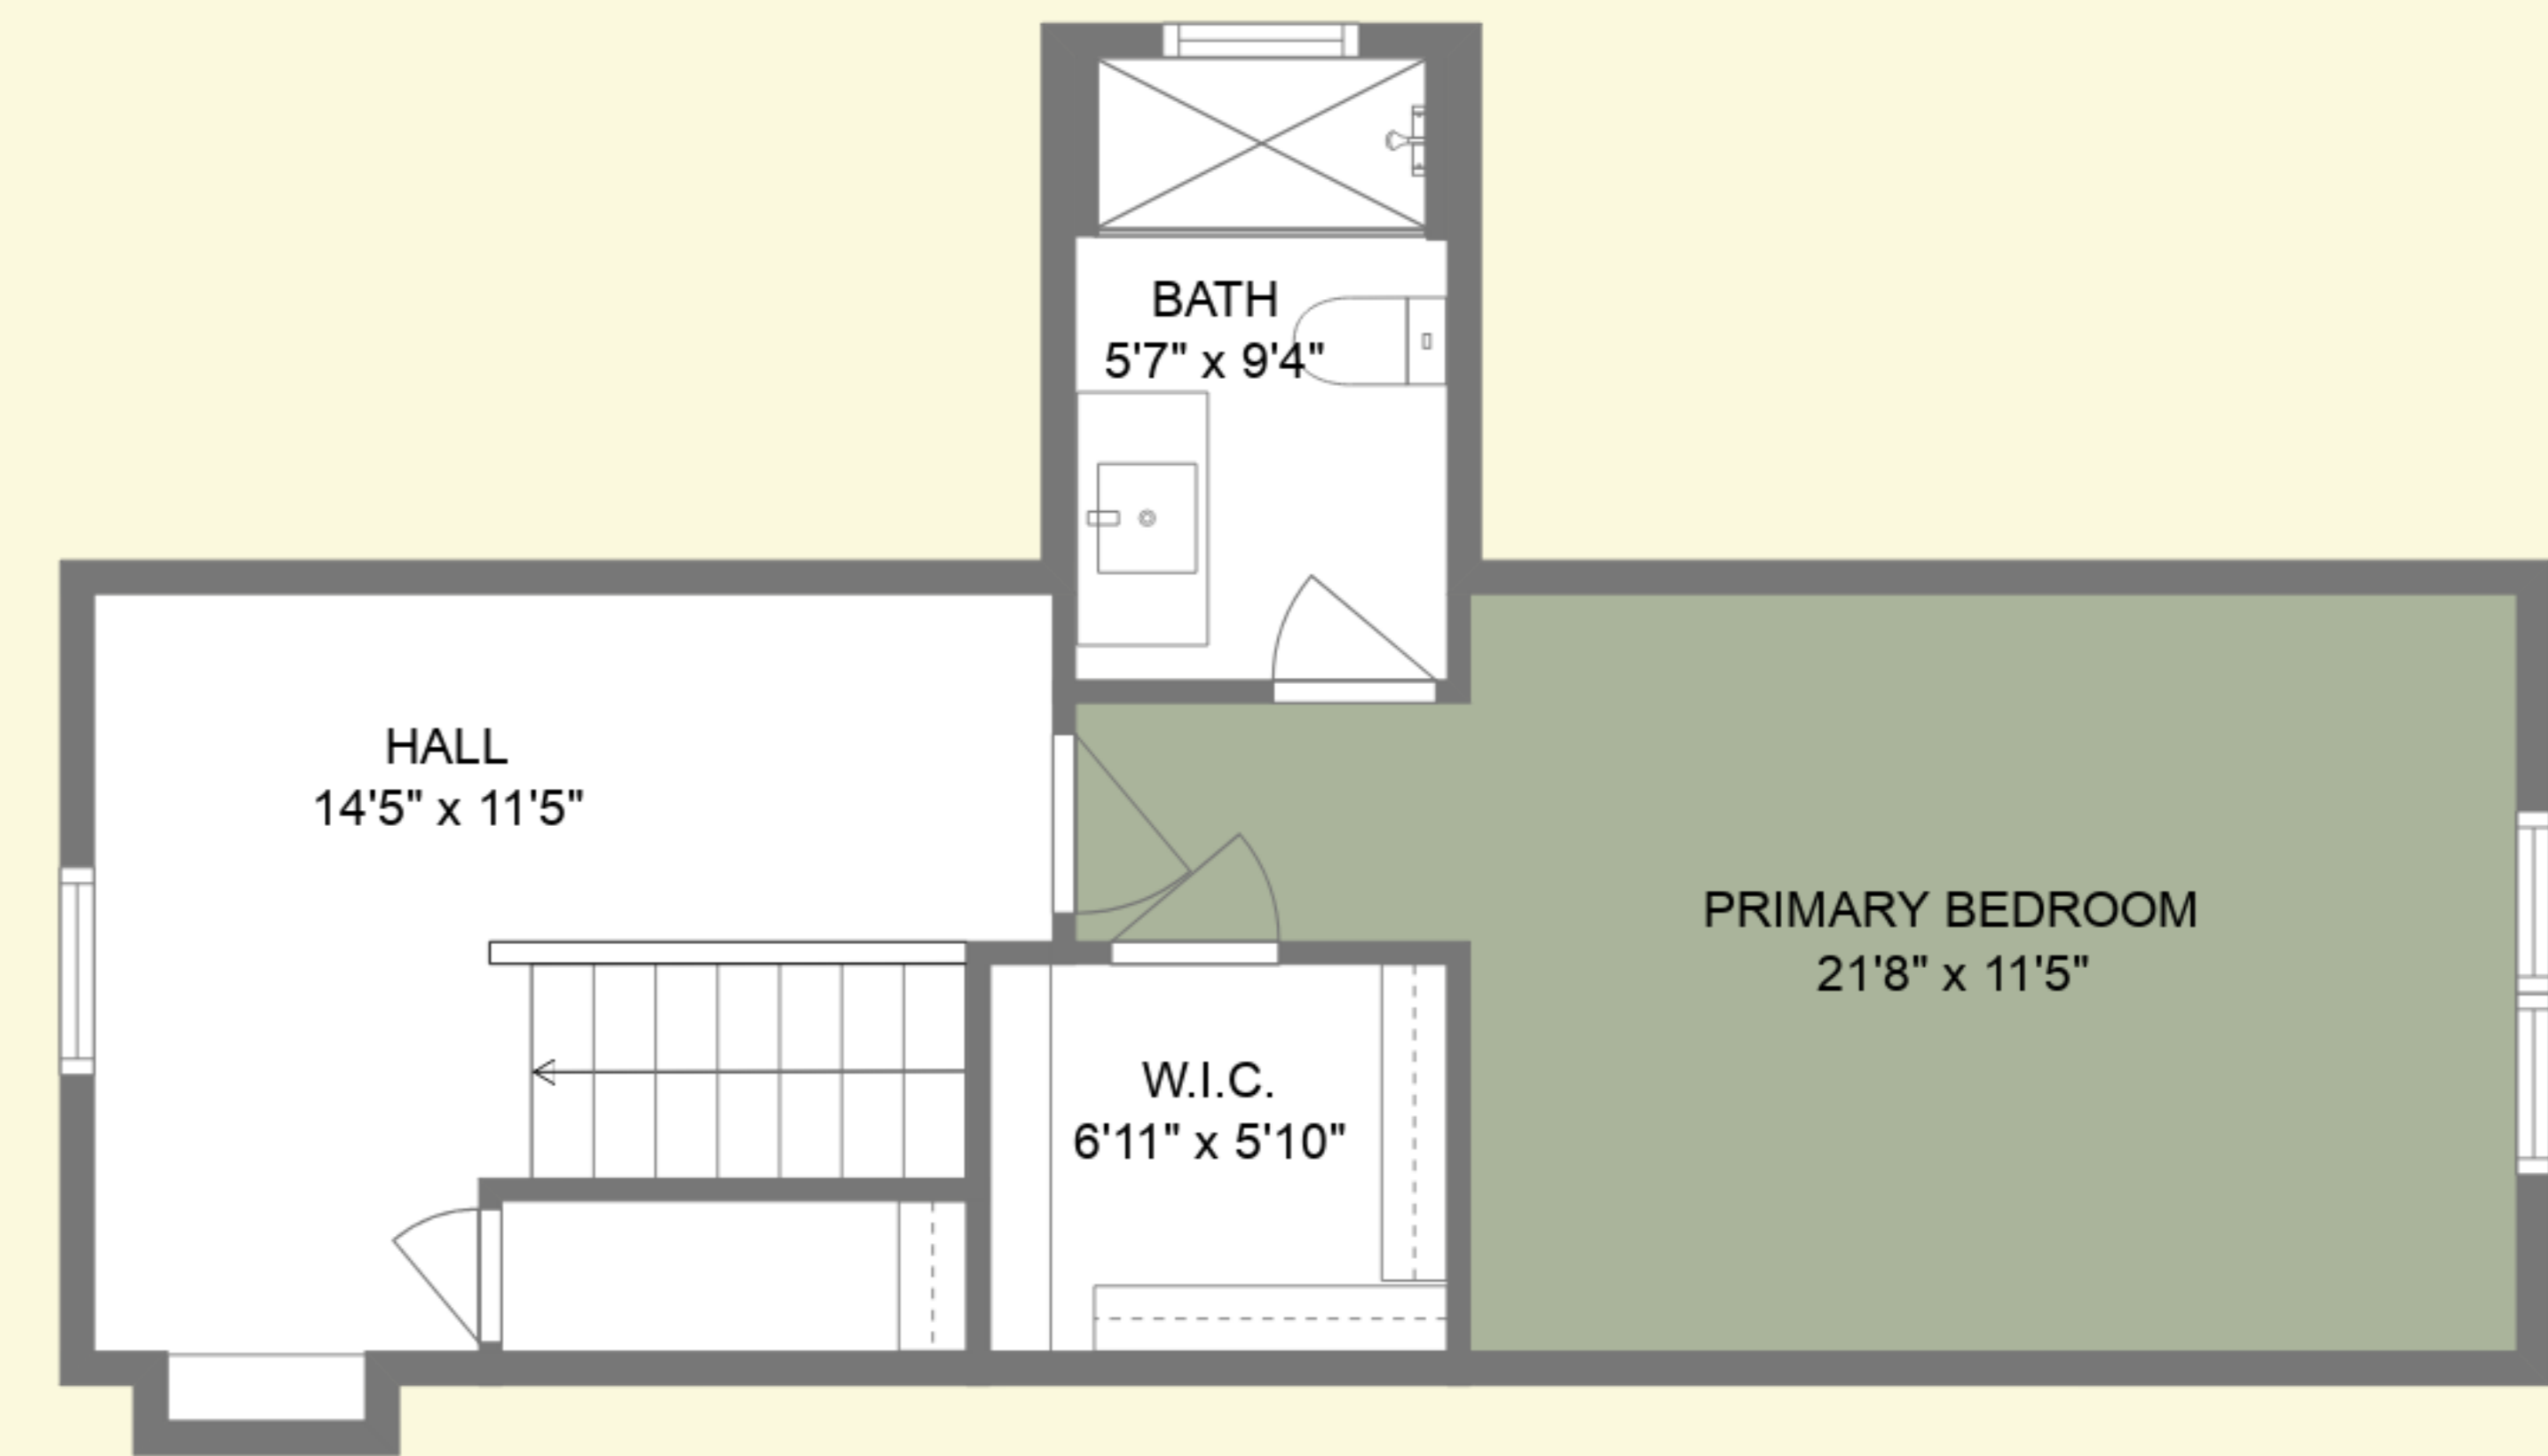 BATH
5'7" x 9'4"
HALL
14'5" x 11'5"
PRIMARY BEDROOM
21'8" x 11'5"
W.I.C.
6'11" x 5'10"